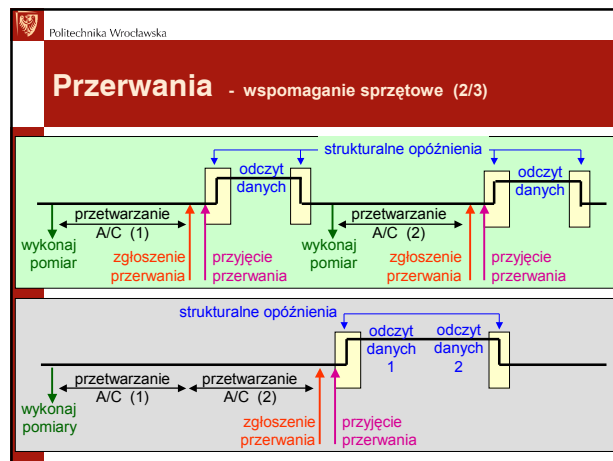 Politechnika Wrocławska
Przerwania - wspomaganie sprzętowe (2/3)
strukturalne opóźnienia
odczyt
danych
odczyt
danych
przetwarzanie
A/C (1)
przetwarzanie
A/C (2)
wykonaj
pomiar
zgłoszenie
przerwania
przyjęcie
przerwania
wykonaj
pomiar
zgłoszenie
przerwania
przyjęcie
przerwania
strukturalne opóźnienia
odczyt
danych
1
odczyt
danych
2
przetwarzanie
A/C (1)
przetwarzanie
A/C (2)
wykonaj
pomiary
zgłoszenie
przerwania
przyjęcie
przerwania